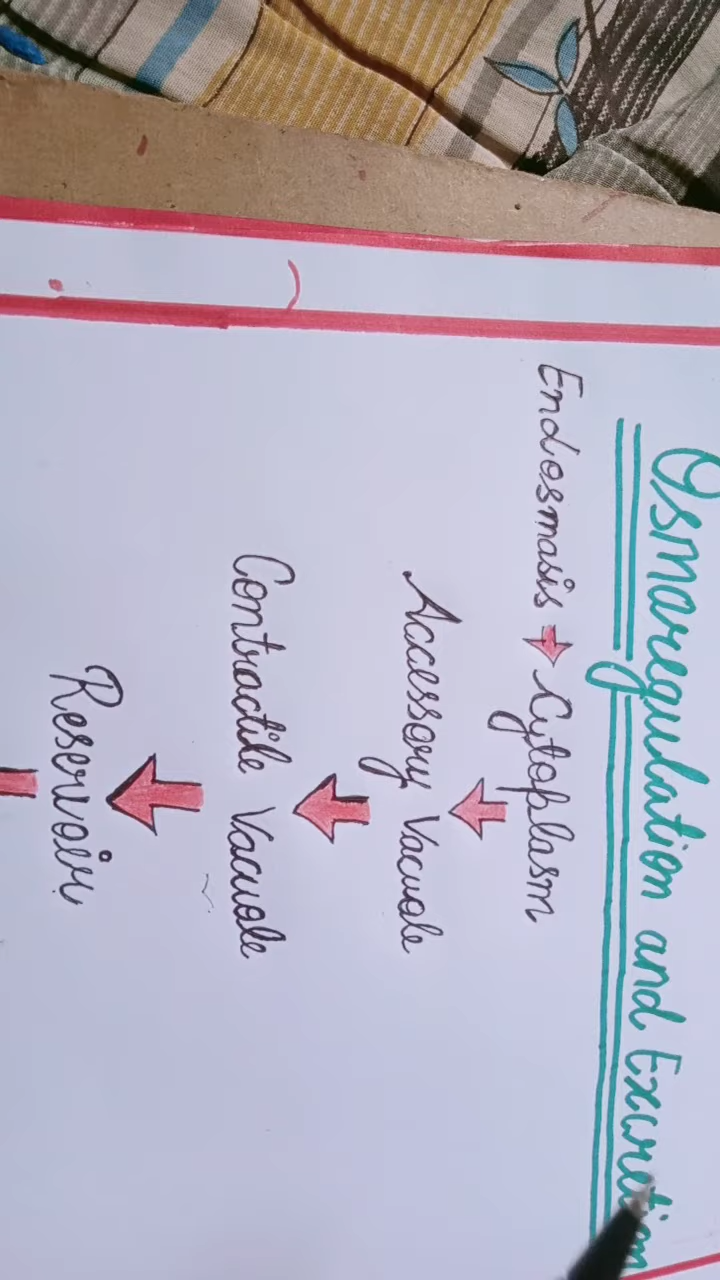 Osmoregulation and Excretion
Endosmosis → Cytoplasm
Accessory Vacuole
Contractile Vacuole
Reservoir